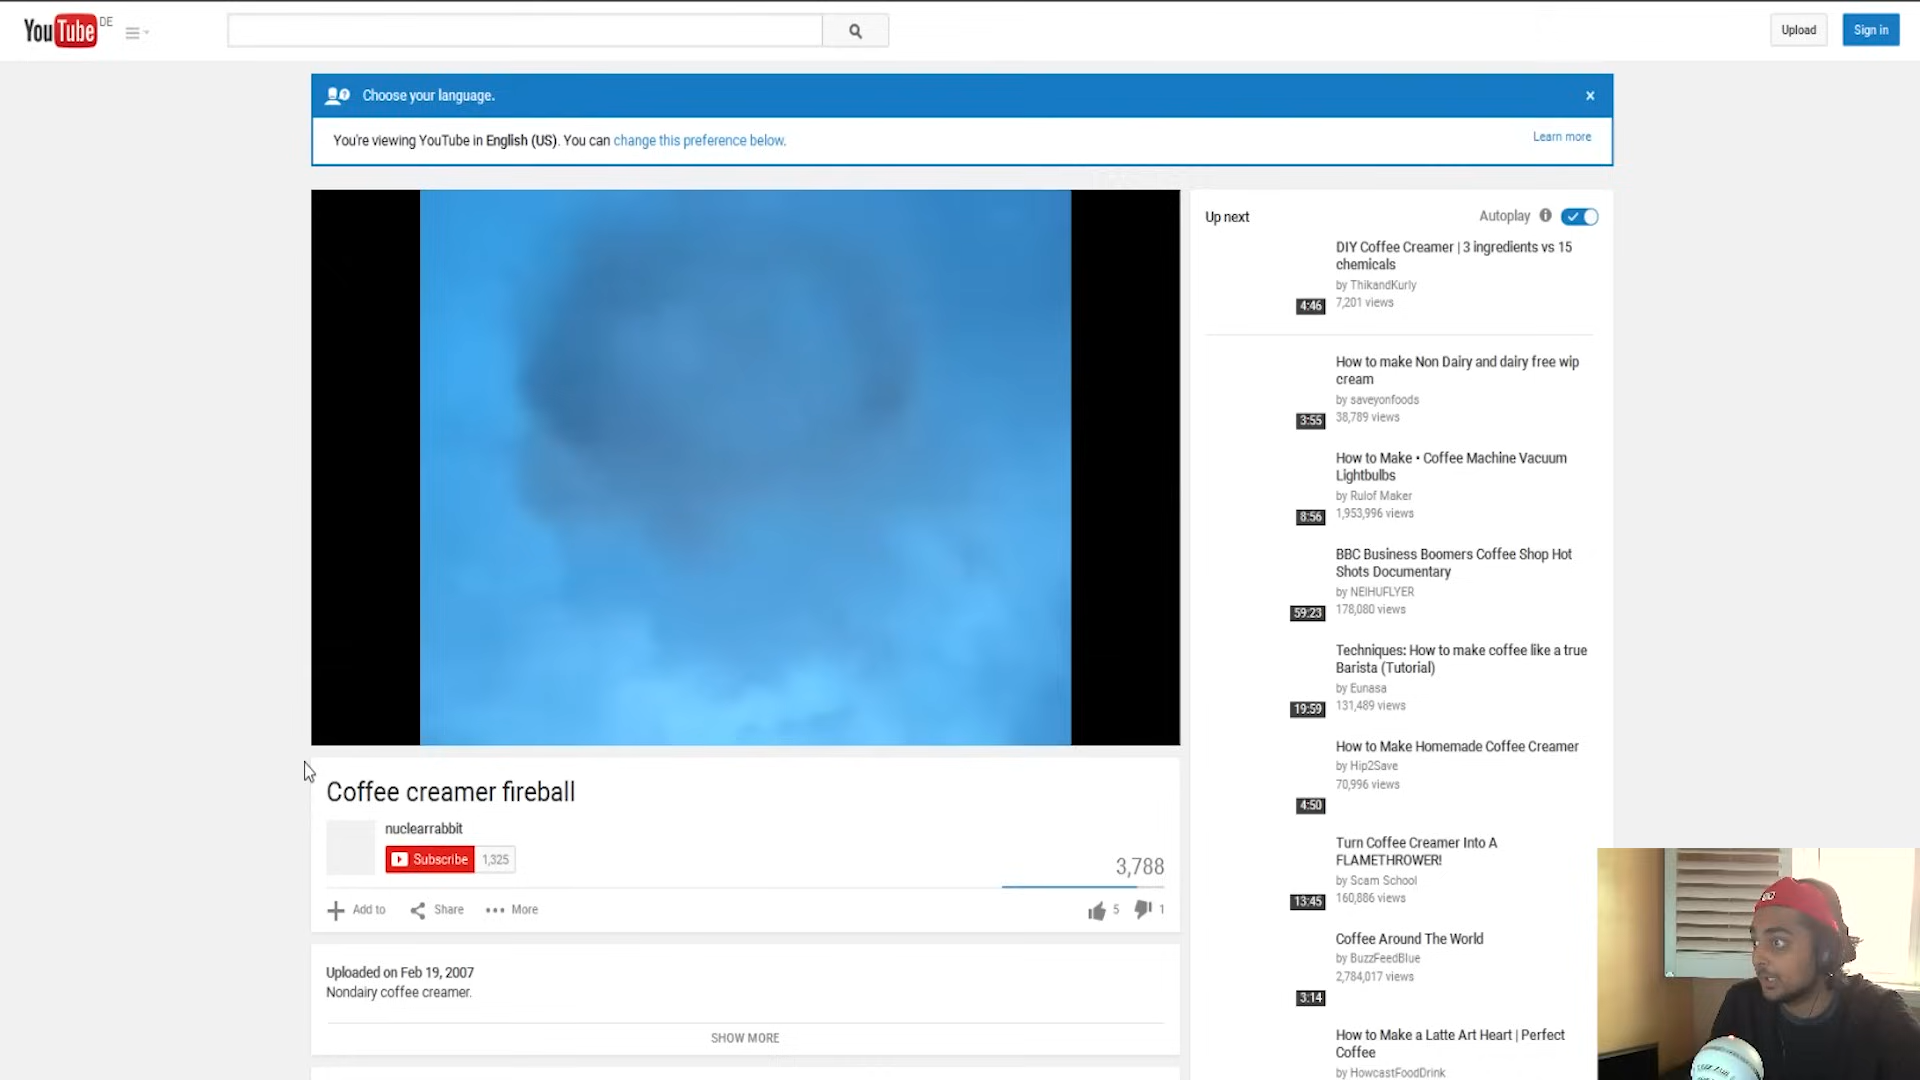 YouTube DE
Upload
Sign in
Choose your language.
×
You're viewing YouTube in English (US). You can change this preference below.
Learn more
Up next
Autoplay
DIY Coffee Creamer | 3 ingredients vs 15
chemicals
by ThikandKurly
4:46
7,201 views
How to make Non Dairy and dairy free wip
cream
by saveyonfoods
3:55
38,789 views
How to Make • Coffee Machine Vacuum
Lightbulbs
by Rulof Maker
8:56
1,953,996 views
BBC Business Boomers Coffee Shop Hot
Shots Documentary
by NEIHUFLYER
59:23
178,080 views
Techniques: How to make coffee like a true
Barista (Tutorial)
by Eunasa
19:59
131,489 views
How to Make Homemade Coffee Creamer
by Hip2Save
70,996 views
4:50
Turn Coffee Creamer Into A
FLAMETHROWER!
by Scam School
13:45
160,886 views
Coffee Around The World
by BuzzFeedBlue
2,784,017 views
3:14
How to Make a Latte Art Heart | Perfect
Coffee
by HowcastFoodDrink
Coffee creamer fireball
nuclearrabbit
Subscribe 1,325
3,788
Add to Share More
5 1
Uploaded on Feb 19, 2007
Nondairy coffee creamer.
SHOW MORE